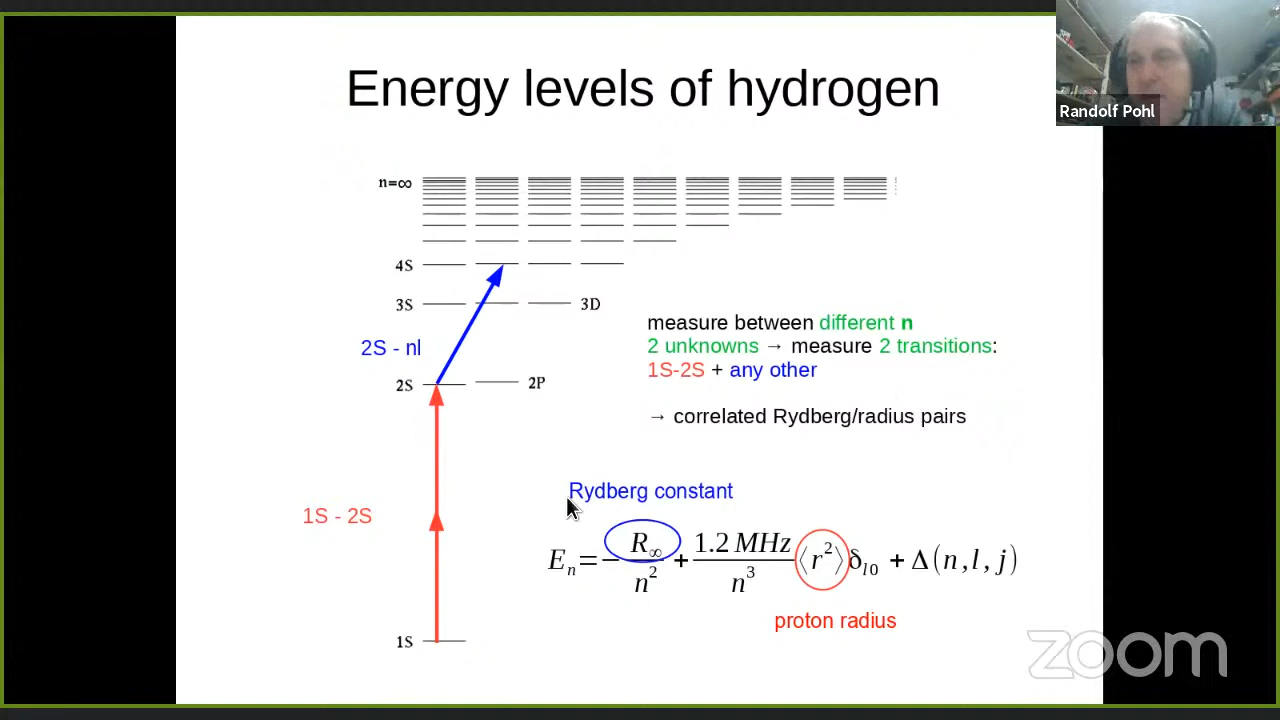 Energy levels of hydrogen
Randolf Pohl
n=∞
4S
3S
3D
2S - nl
2S
2P
measure between different n
2 unknowns → measure 2 transitions:
1S-2S + any other
→ correlated Rydberg/radius pairs
1S - 2S
Rydberg constant
E_n = − R_∞/n² + 1.2 MHz/n³ ⟨r²⟩ δ_l0 + Δ(n,l,j)
proton radius
1S
zoom